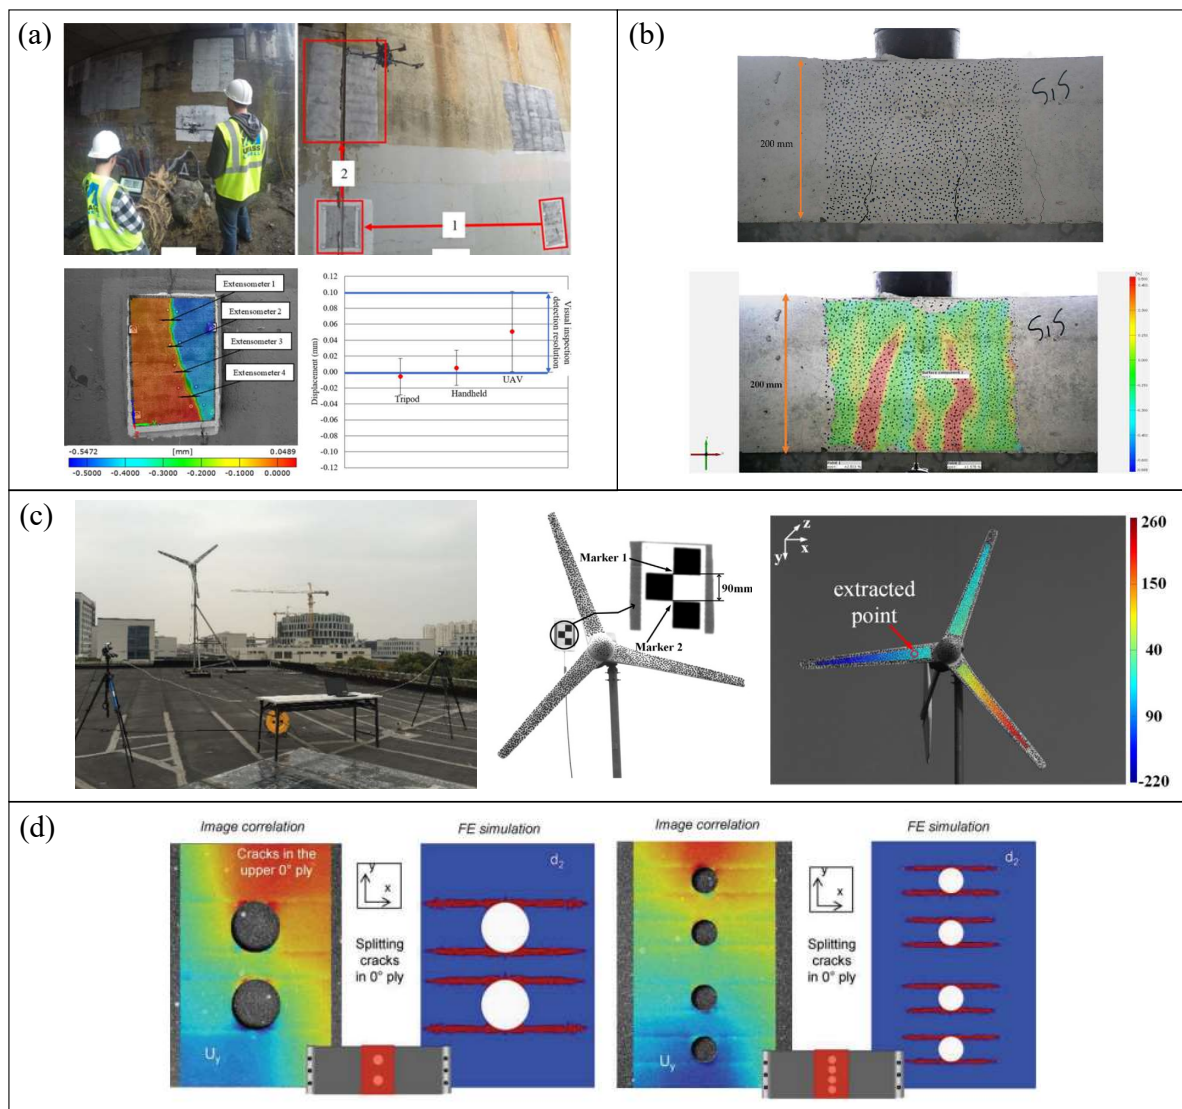 (a)
2
1
Extensometer 1
Extensometer 2
Extensometer 3
Extensometer 4
-0.5472
[mm]
0.0489
-0.5000 -0.4000 -0.3000 -0.2000 -0.1000 0.0000
Displacement (mm)
0.12
0.10
0.08
0.06
0.04
0.02
0.00
-0.02
-0.04
-0.06
-0.08
-0.10
-0.12
Tripod
Handheld
UAV
Visual inspection
detection resolution
(b)
200 mm
S1S
200 mm
S1S
(c)
Marker 1
90mm
Marker 2
z
x
y
extracted
point
260
150
40
90
-220
(d)
Image correlation
FE simulation
Image correlation
FE simulation
Cracks in the
upper 0° ply
y
x
Splitting
cracks
in 0° ply
d2
Uy
y
x
Splitting
cracks
in 0° ply
d2
Uy